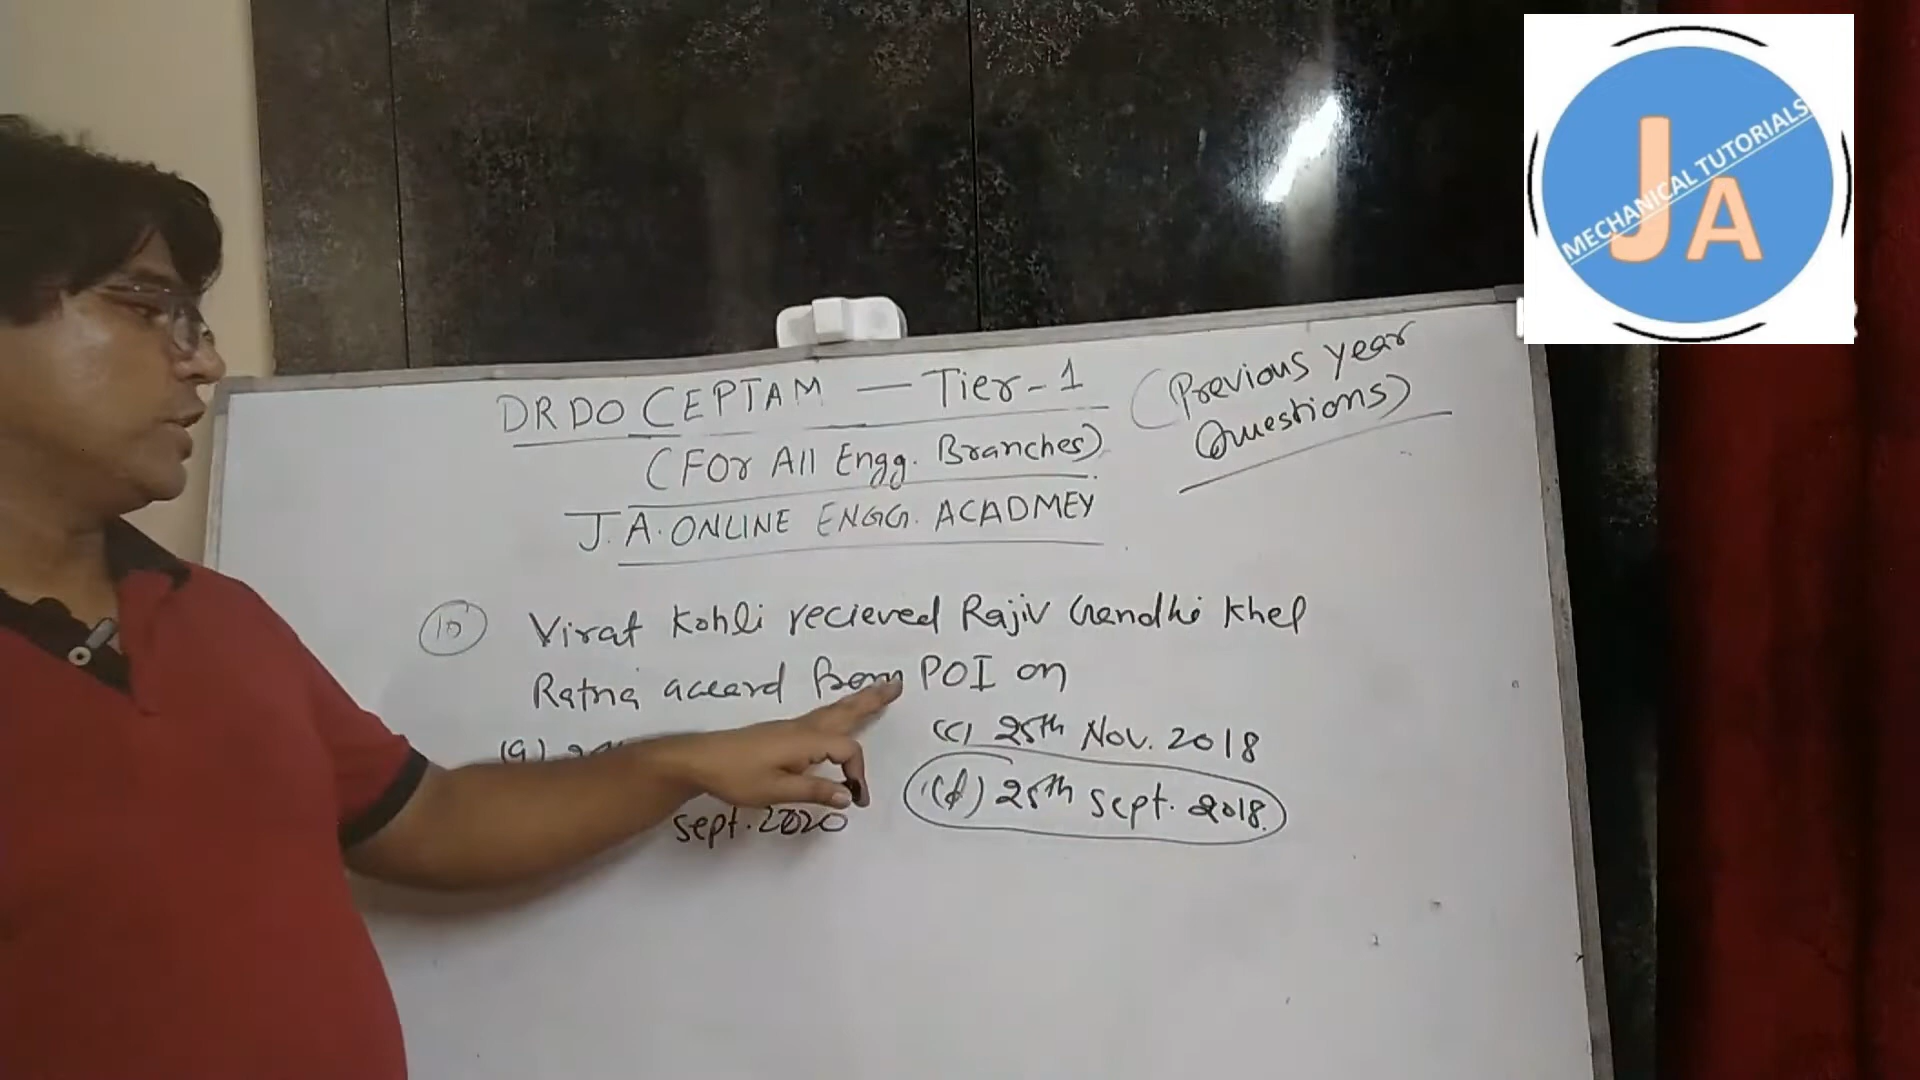 MECHANICAL TUTORIALS
JA
DRDO CEPTAM — Tier-1
(Previous Year
Questions)
(For All Engg. Branches)
J.A. ONLINE ENGG. ACADMEY
10 Virat Kohli recieved Rajiv Gandhi Khel
Ratna award from POI on
(a)
(c) 25th Nov. 2018
(d) 25th Sept. 2018.
sept. 2020